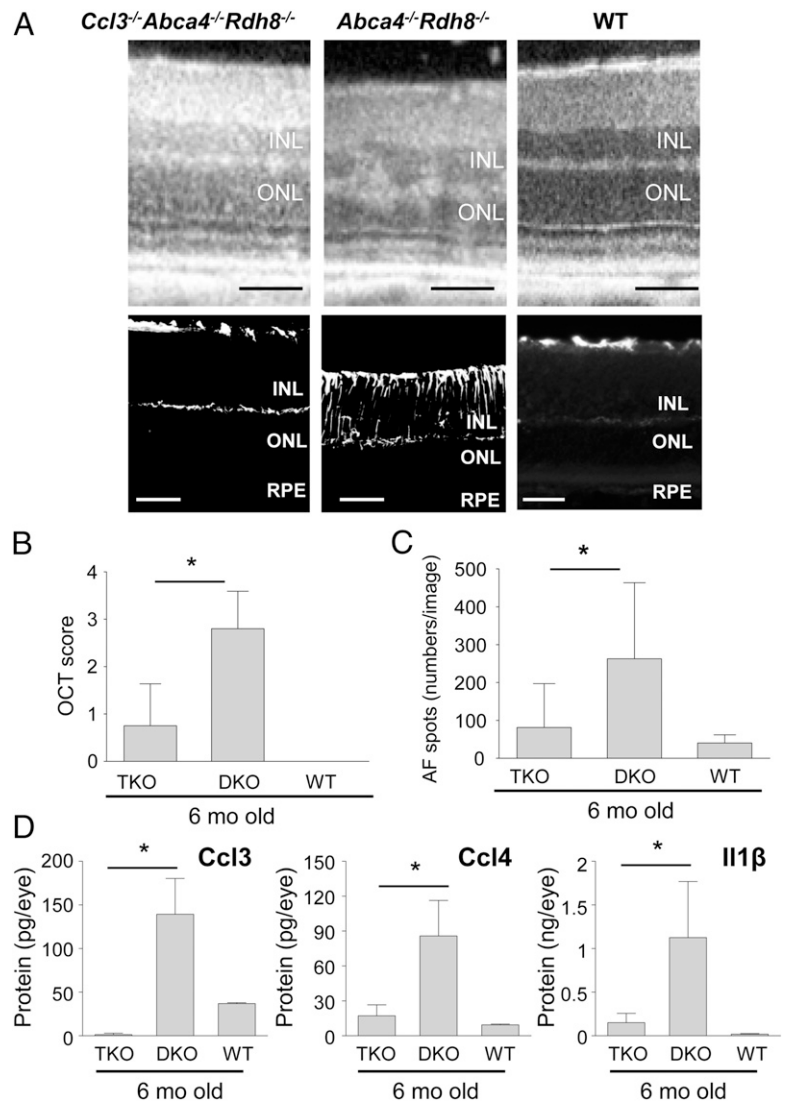 A
Ccl3-/-Abca4-/-Rdh8-/- Abca4-/-Rdh8-/- WT
INL INL INL
ONL ONL ONL
INL INL INL
ONL ONL ONL
RPE RPE RPE
B
*
OCT score
4
3
2
1
0
TKO DKO WT
6 mo old
C
*
AF spots (numbers/image)
500
400
300
200
100
0
TKO DKO WT
6 mo old
D
Ccl3
*
Protein (pg/eye)
200
150
100
50
0
TKO DKO WT
6 mo old
Ccl4
*
Protein (pg/eye)
150
120
90
60
30
0
TKO DKO WT
6 mo old
Il1β
*
Protein (ng/eye)
2
1.5
1
0.5
0
TKO DKO WT
6 mo old